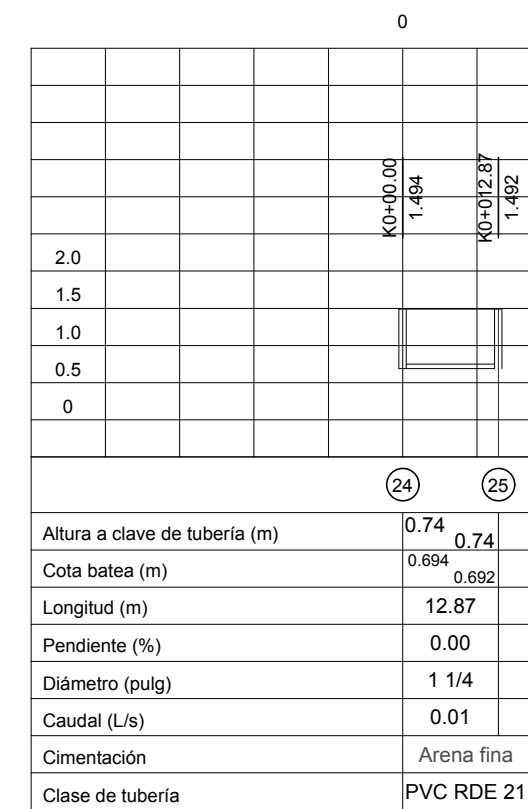 0
K0+00.00
1.494
K0+012.87
1.492
2.0
1.5
1.0
0.5
0
24 25
Altura a clave de tubería (m) 0.74 0.74
Cota batea (m) 0.694 0.692
Longitud (m) 12.87
Pendiente (%) 0.00
Diámetro (pulg) 1 1/4
Caudal (L/s) 0.01
Cimentación Arena fina
Clase de tubería PVC RDE 21